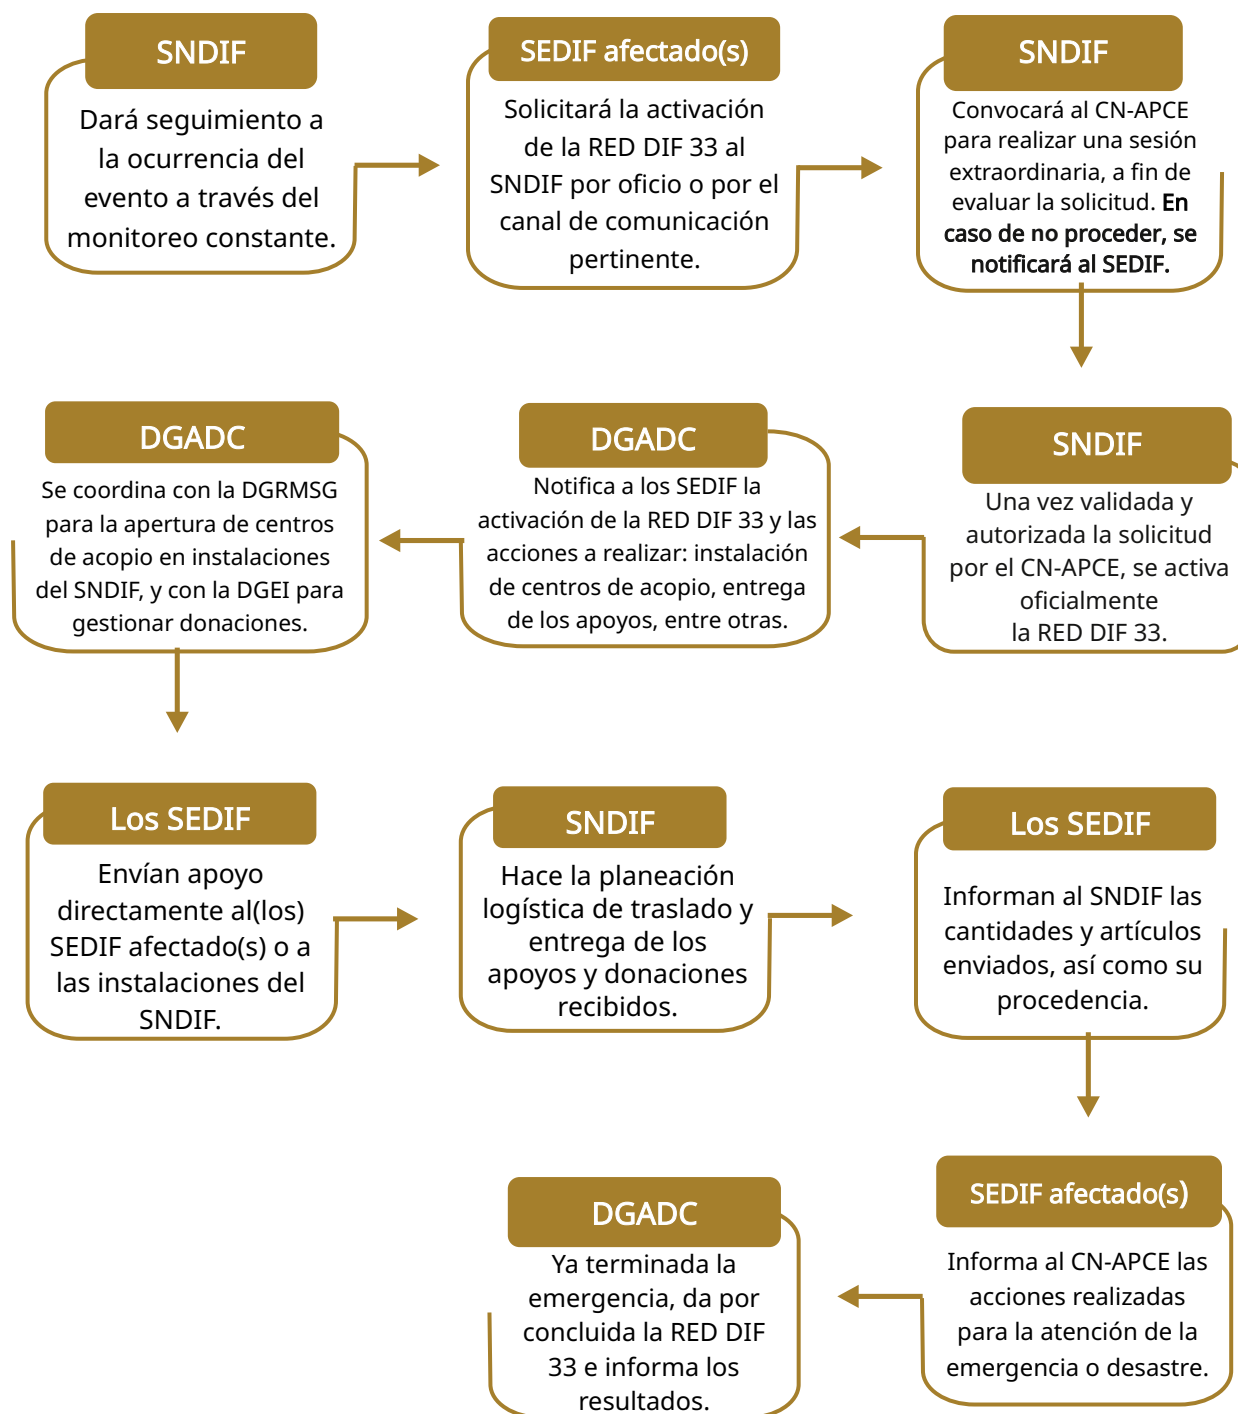 SNDIF
Dará seguimiento a
la ocurrencia del
evento a través del
monitoreo constante.
SEDIF afectado(s)
Solicitará la activación
de la RED DIF 33 al
SNDIF por oficio o por el
canal de comunicación
pertinente.
SNDIF
Convocará al CN-APCE
para realizar una sesión
extraordinaria, a fin de
evaluar la solicitud. En
caso de no proceder, se
notificará al SEDIF.
SNDIF
Una vez validada y
autorizada la solicitud
por el CN-APCE, se activa
oficialmente
la RED DIF 33.
DGADC
Notifica a los SEDIF la
activación de la RED DIF 33 y las
acciones a realizar: instalación
de centros de acopio, entrega
de los apoyos, entre otras.
DGADC
Se coordina con la DGRMSG
para la apertura de centros
de acopio en instalaciones
del SNDIF, y con la DGEI para
gestionar donaciones.
Los SEDIF
Envían apoyo
directamente al(los)
SEDIF afectado(s) o a
las instalaciones del
SNDIF.
SNDIF
Hace la planeación
logística de traslado y
entrega de los
apoyos y donaciones
recibidos.
Los SEDIF
Informan al SNDIF las
cantidades y artículos
enviados, así como su
procedencia.
SEDIF afectado(s)
Informa al CN-APCE las
acciones realizadas
para la atención de la
emergencia o desastre.
DGADC
Ya terminada la
emergencia, da por
concluida la RED DIF
33 e informa los
resultados.